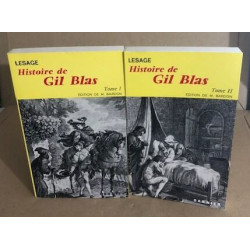 LESAGE
Histoire de
Gil Blas
Tome I
ÉDITION DE M. BARDON
LESAGE
Histoire de
Gil Blas
Tome II
ÉDITION DE M. BARDON
GARNIER